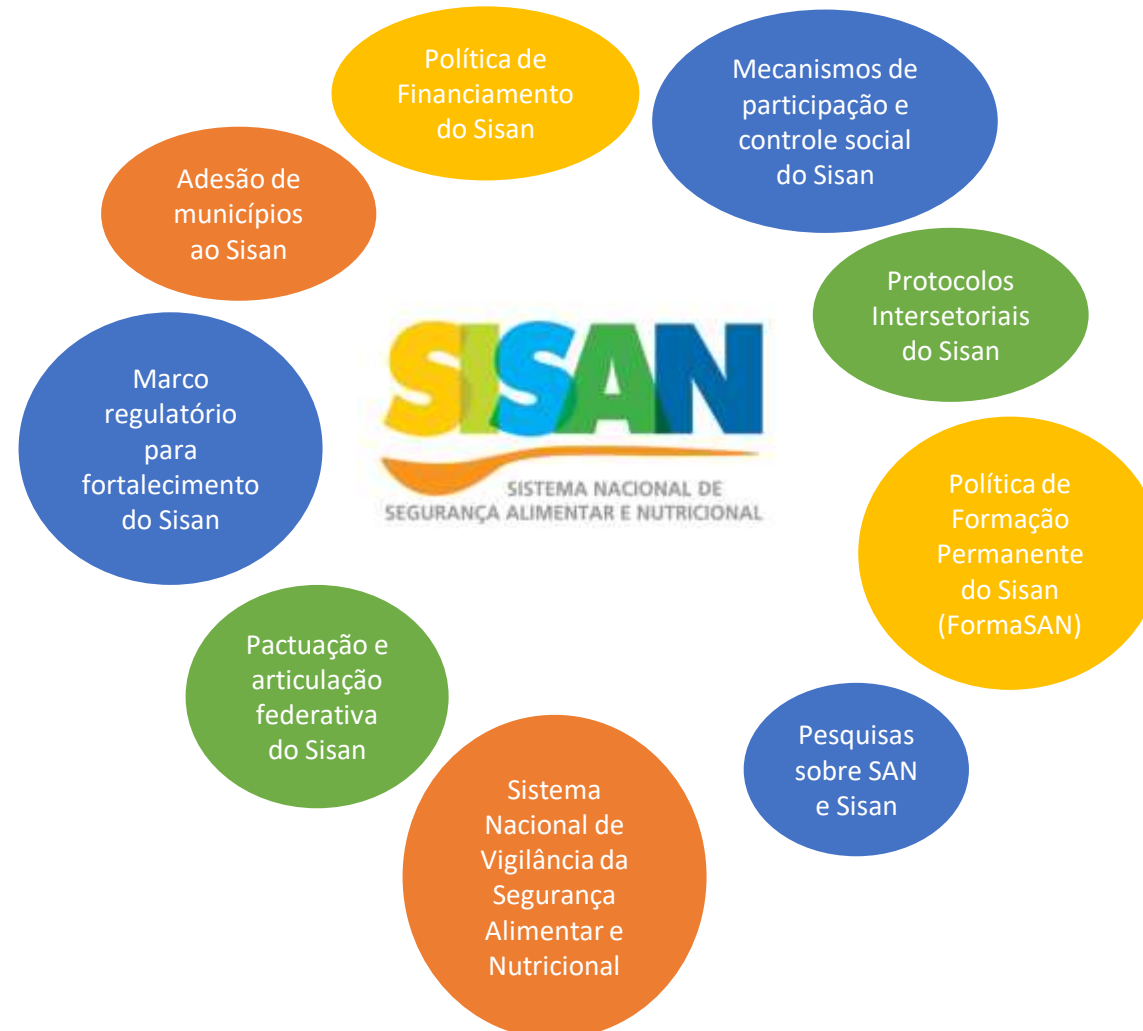 Política de
Financiamento
do Sisan
Mecanismos de
participação e
controle social
do Sisan
Adesão de
municípios
ao Sisan
Protocolos
Intersetoriais
do Sisan
SISAN
SISTEMA NACIONAL DE
SEGURANÇA ALIMENTAR E NUTRICIONAL
Marco
regulatório
para
fortalecimento
do Sisan
Política de
Formação
Permanente
do Sisan
(FormaSAN)
Pactuação e
articulação
federativa
do Sisan
Pesquisas
sobre SAN
e Sisan
Sistema
Nacional de
Vigilância da
Segurança
Alimentar e
Nutricional